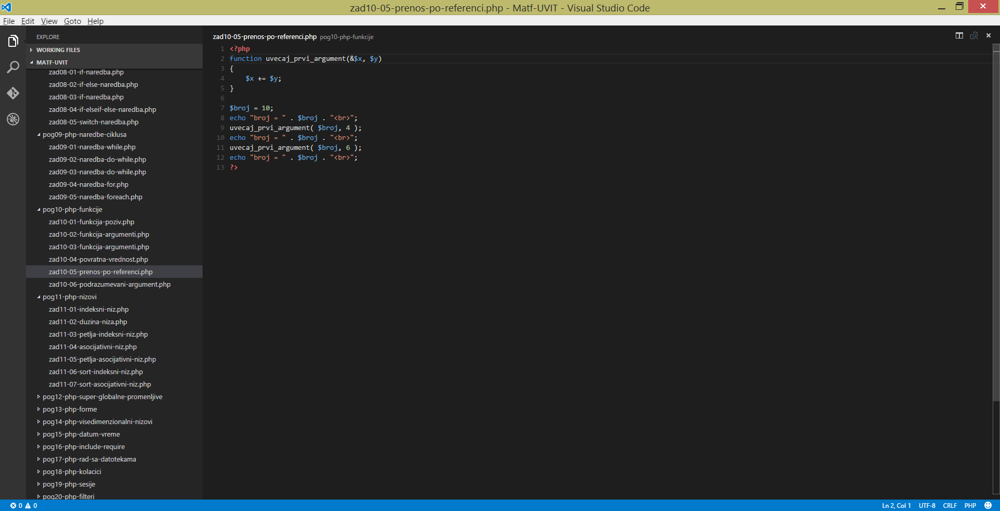 zad10-05-prenos-po-referenci.php - Matf-UVIT - Visual Studio Code
File Edit View Goto Help
EXPLORE
WORKING FILES
MATF-UVIT
zad08-01-if-naredba.php
zad08-02-if-else-naredba.php
zad08-03-if-naredba.php
zad08-04-if-elseif-else-naredba.php
zad08-05-switch-naredba.php
pog09-php-naredbe-ciklusa
zad09-01-naredba-while.php
zad09-02-naredba-do-while.php
zad09-03-naredba-do-while.php
zad09-04-naredba-for.php
zad09-05-naredba-foreach.php
pog10-php-funkcije
zad10-01-funkcija-poziv.php
zad10-02-funkcija-argumenti.php
zad10-03-funkcija-argumenti.php
zad10-04-povratna-vrednost.php
zad10-05-prenos-po-referenci.php
zad10-06-podrazumevani-argument.php
pog11-php-nizovi
zad11-01-indeksni-niz.php
zad11-02-duzina-niza.php
zad11-03-petlja-indeksni-niz.php
zad11-04-asocijativni-niz.php
zad11-05-petlja-asocijativni-niz.php
zad11-06-sort-indeksni-niz.php
zad11-07-sort-asocijativni-niz.php
pog12-php-super-globalne-promenljive
pog13-php-forme
pog14-php-visedimenzionalni-nizovi
pog15-php-datum-vreme
pog16-php-include-require
pog17-php-rad-sa-datotekama
pog18-php-kolacici
pog19-php-sesije
pog20-php-filteri
zad10-05-prenos-po-referenci.php pog10-php-funkcije
1 <?php
2 function uvecaj_prvi_argument(&$x, $y)
3 {
4     $x += $y;
5 }
6
7 $broj = 10;
8 echo "broj = " . $broj . "<br>";
9 uvecaj_prvi_argument( $broj, 4 );
10 echo "broj = " . $broj . "<br>";
11 uvecaj_prvi_argument( $broj, 6 );
12 echo "broj = " . $broj . "<br>";
13 ?>
0 0 Ln 2, Col 1 UTF-8 CRLF PHP